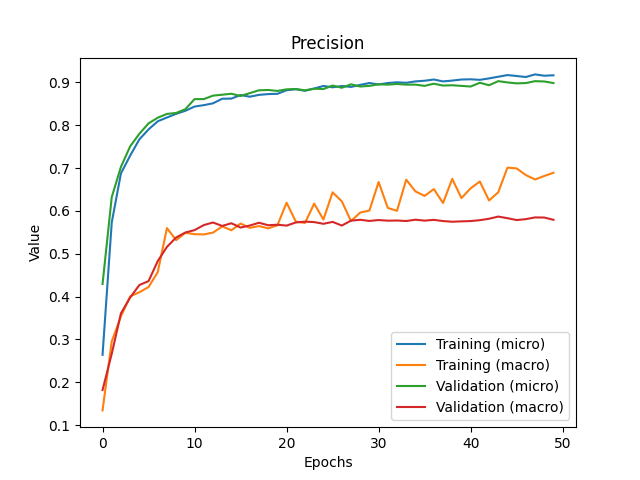 Precision
Value
0.9
0.8
0.7
0.6
0.5
0.4
0.3
0.2
0.1
0 10 20 30 40 50
Epochs
Training (micro)
Training (macro)
Validation (micro)
Validation (macro)